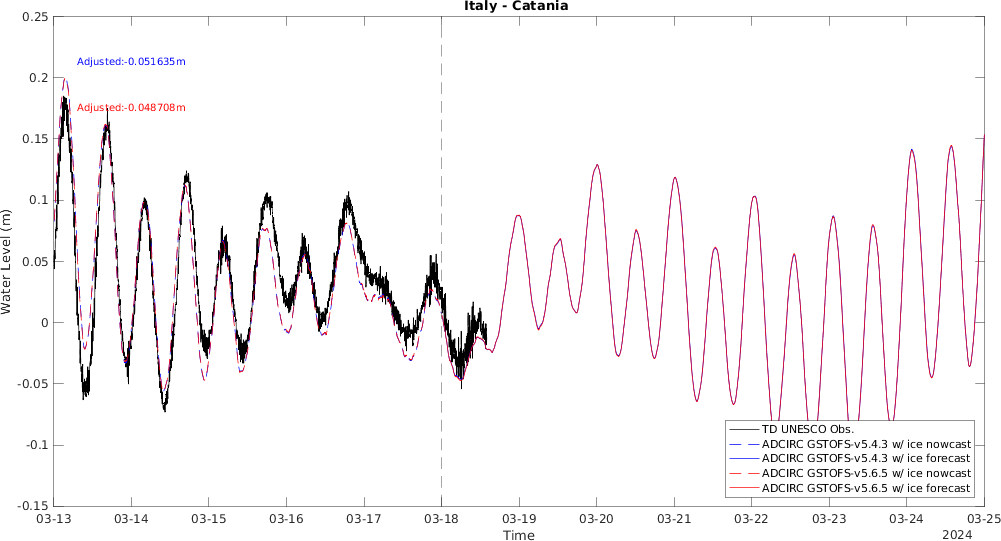 Italy - Catania
0.25
0.2
0.15
0.1
0.05
0
-0.05
-0.1
-0.15
Water Level (m)
Adjusted:-0.051635m
Adjusted:-0.048708m
TD UNESCO Obs.
ADCIRC GSTOFS-v5.4.3 w/ ice nowcast
ADCIRC GSTOFS-v5.4.3 w/ ice forecast
ADCIRC GSTOFS-v5.6.5 w/ ice nowcast
ADCIRC GSTOFS-v5.6.5 w/ ice forecast
03-13 03-14 03-15 03-16 03-17 03-18 03-19 03-20 03-21 03-22 03-23 03-24 03-25
Time
2024